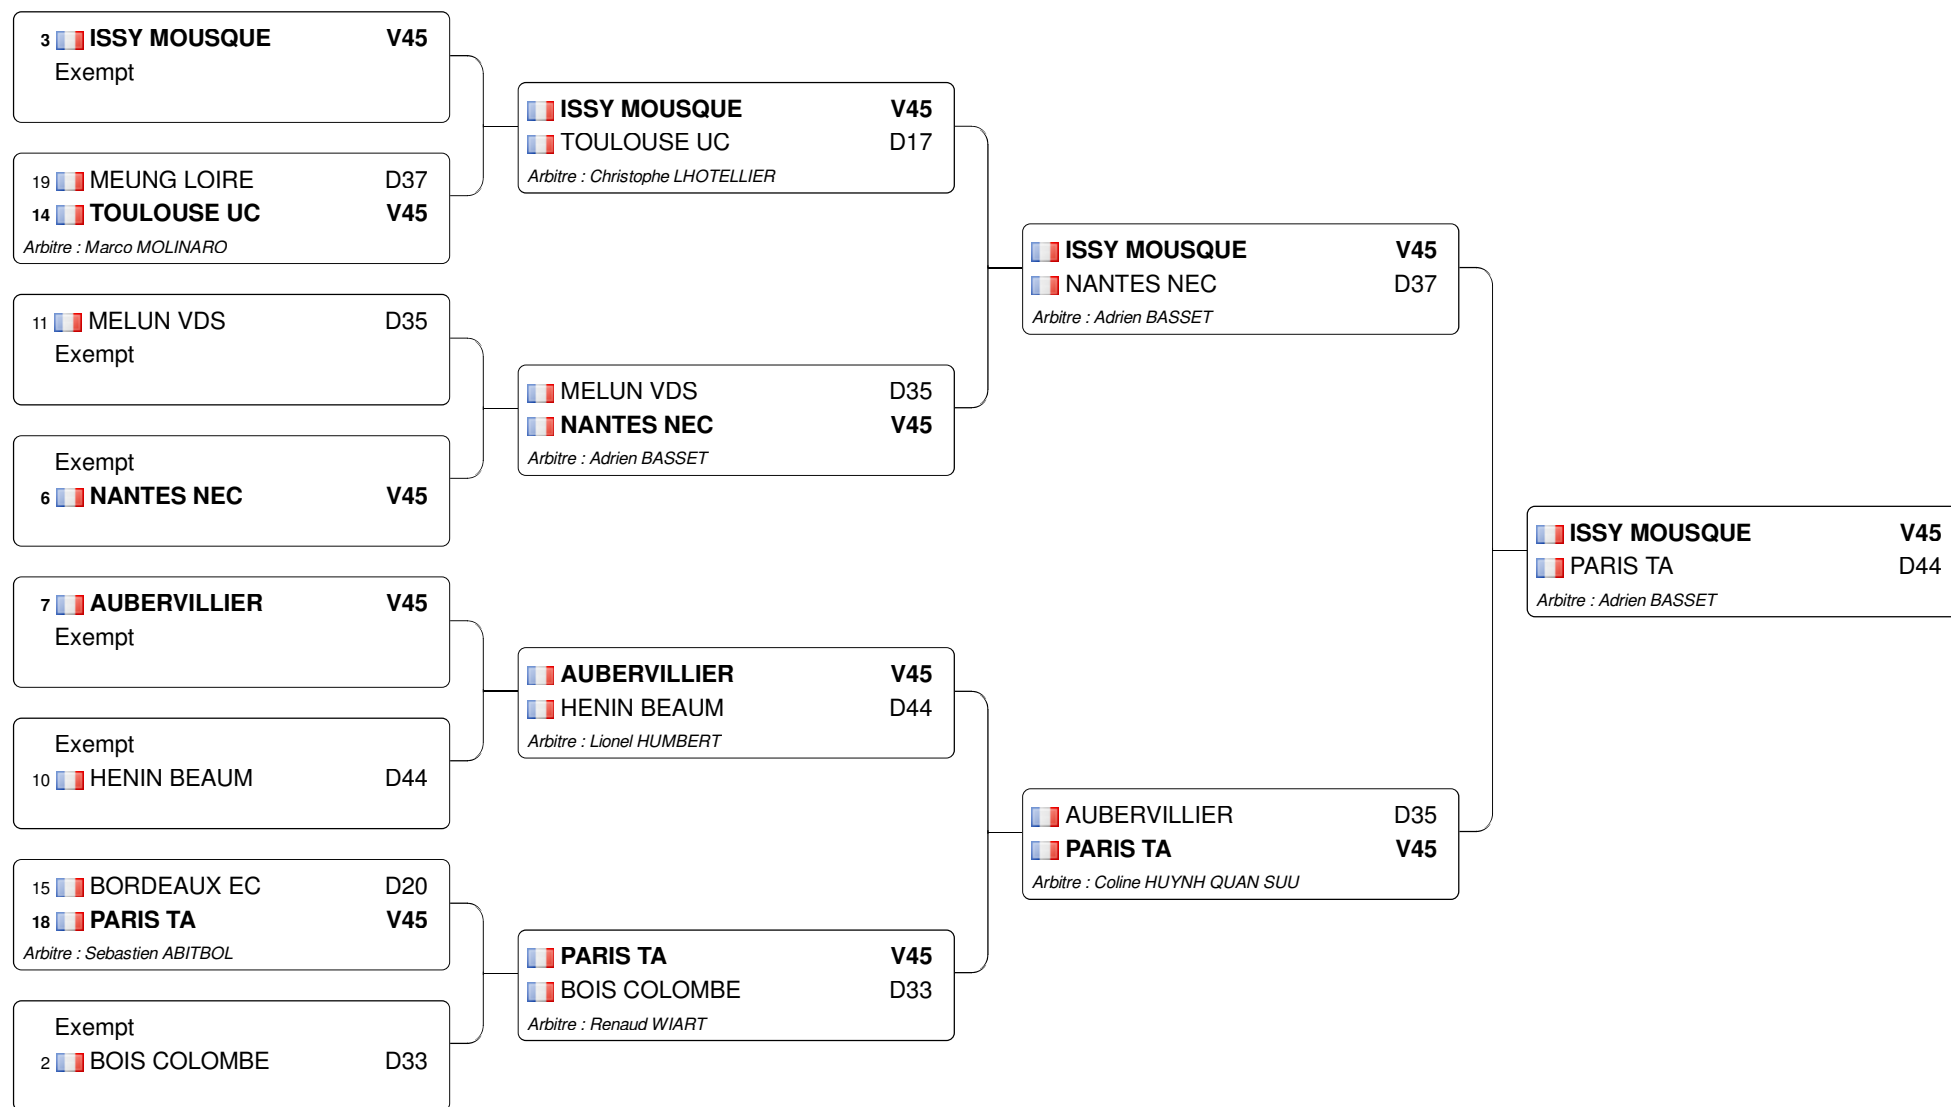 3 ISSY MOUSQUE V45
Exempt
19 MEUNG LOIRE D37
14 TOULOUSE UC V45
Arbitre : Marco MOLINARO
11 MELUN VDS D35
Exempt
Exempt
6 NANTES NEC V45
7 AUBERVILLIER V45
Exempt
Exempt
10 HENIN BEAUM D44
15 BORDEAUX EC D20
18 PARIS TA V45
Arbitre : Sebastien ABITBOL
Exempt
2 BOIS COLOMBE D33
ISSY MOUSQUE V45
TOULOUSE UC D17
Arbitre : Christophe LHOTELLIER
MELUN VDS D35
NANTES NEC V45
Arbitre : Adrien BASSET
AUBERVILLIER V45
HENIN BEAUM D44
Arbitre : Lionel HUMBERT
PARIS TA V45
BOIS COLOMBE D33
Arbitre : Renaud WIART
ISSY MOUSQUE V45
NANTES NEC D37
Arbitre : Adrien BASSET
AUBERVILLIER D35
PARIS TA V45
Arbitre : Coline HUYNH QUAN SUU
ISSY MOUSQUE V45
PARIS TA D44
Arbitre : Adrien BASSET